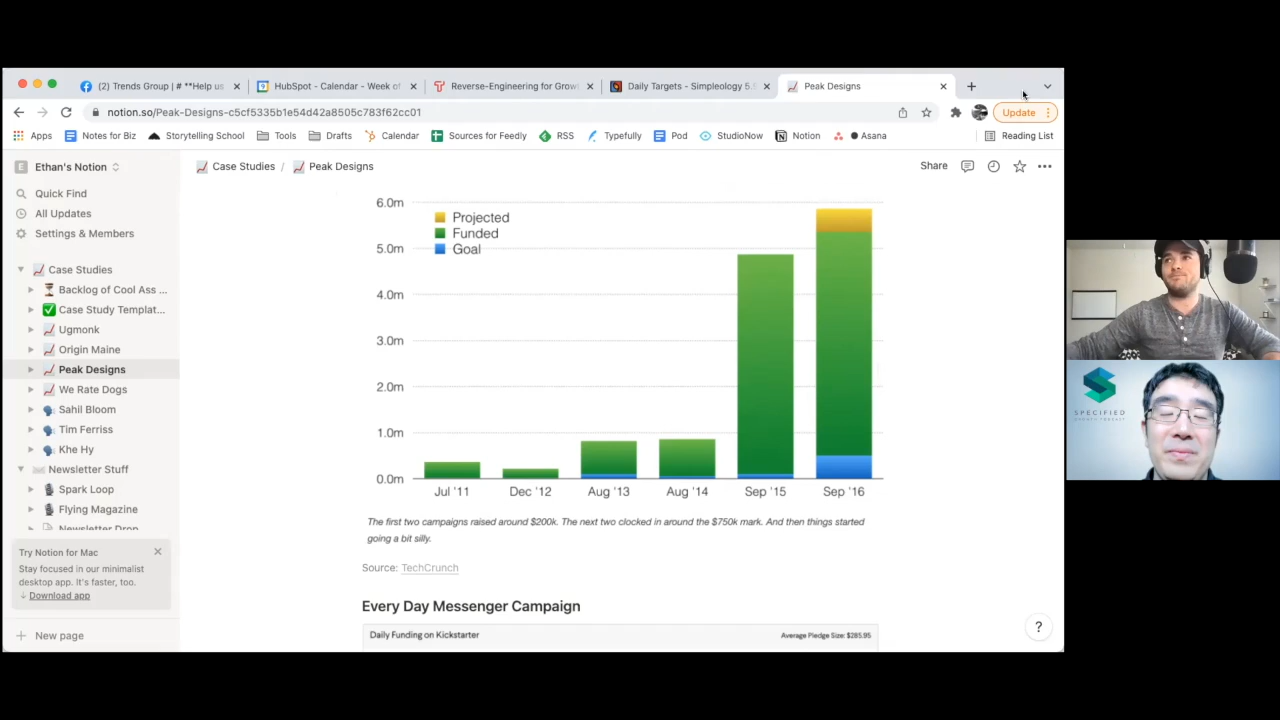 (2) Trends Group | # **Help us
HubSpot - Calendar - Week of
Reverse-Engineering for Grow
Daily Targets - Simpleology 5.
Peak Designs
notion.so/Peak-Designs-c5cf5335b1e54d42a8505c783f62cc01
Update
Apps
Notes for Biz
Storytelling School
Tools
Drafts
Calendar
Sources for Feedly
RSS
Typefully
Pod
StudioNow
Notion
Asana
Reading List
E Ethan's Notion
Case Studies / Peak Designs
Share
Quick Find
All Updates
Settings & Members
Case Studies
Backlog of Cool Ass ...
Case Study Templat...
Ugmonk
Origin Maine
Peak Designs
We Rate Dogs
Sahil Bloom
Tim Ferriss
Khe Hy
Newsletter Stuff
Spark Loop
Flying Magazine
Newsletter Drop
Try Notion for Mac
Stay focused in our minimalist
desktop app. It's faster, too.
↓ Download app
New page
6.0m
5.0m
4.0m
3.0m
2.0m
1.0m
0.0m
Projected
Funded
Goal
Jul '11
Dec '12
Aug '13
Aug '14
Sep '15
Sep '16
The first two campaigns raised around $200k. The next two clocked in around the $750k mark. And then things started
going a bit silly.
Source: TechCrunch
Every Day Messenger Campaign
Daily Funding on Kickstarter
Average Pledge Size: $285.95
?
SPECIFIED